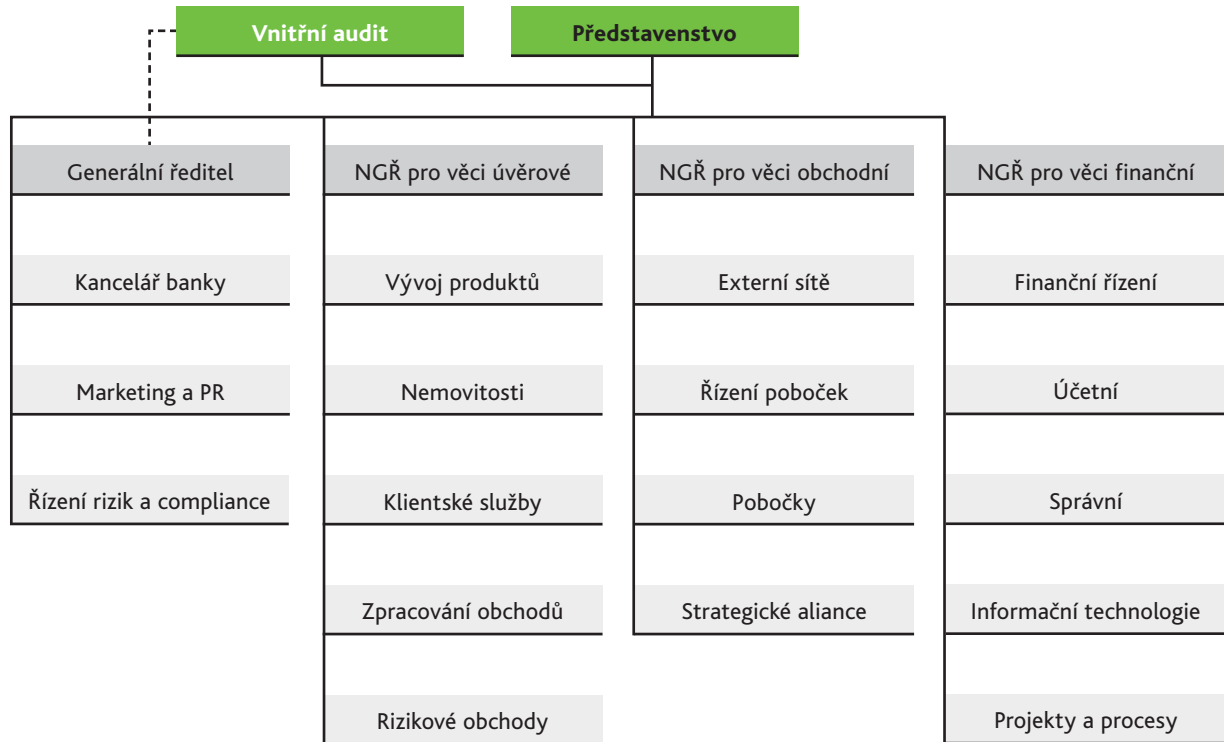 Vnitřní audit
Představenstvo
Generální ředitel
NGŘ pro věci úvěrové
NGŘ pro věci obchodní
NGŘ pro věci finanční
Kancelář banky
Vývoj produktů
Externí sítě
Finanční řízení
Marketing a PR
Nemovitosti
Řízení poboček
Účetní
Řízení rizik a compliance
Klientské služby
Pobočky
Správní
Zpracování obchodů
Strategické aliance
Informační technologie
Rizikové obchody
Projekty a procesy